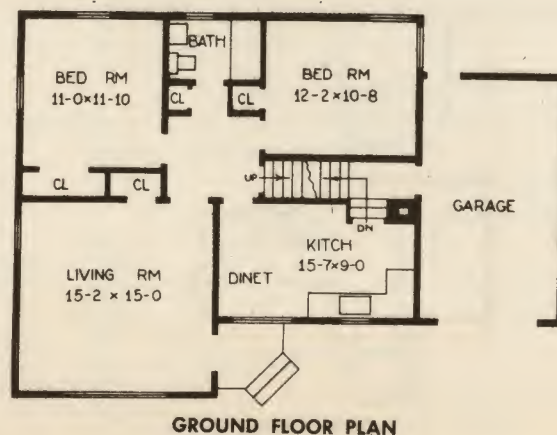 BATH
BED RM
11-0×11-10
BED RM
12-2×10-8
CL
CL
CL
CL
UP
DN
GARAGE
KITCH
15-7×9-0
DINET
LIVING RM
15-2 × 15-0
GROUND FLOOR PLAN